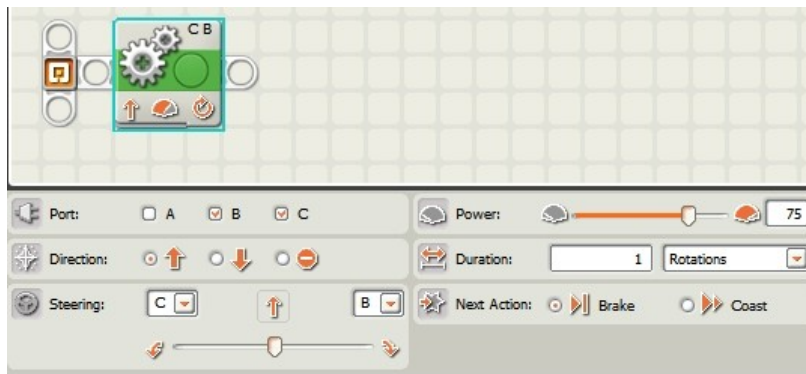 C B
Port: A B C
Power: 75
Direction:
Duration: 1 Rotations
Steering: C B
Next Action: Brake Coast